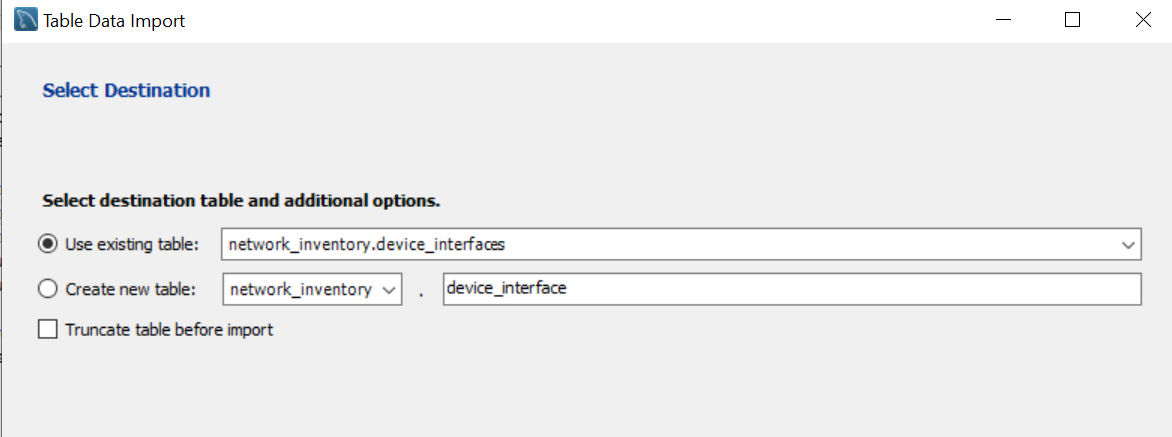 Table Data Import
Select Destination
Select destination table and additional options.
Use existing table: network_inventory.device_interfaces
Create new table: network_inventory . device_interface
Truncate table before import